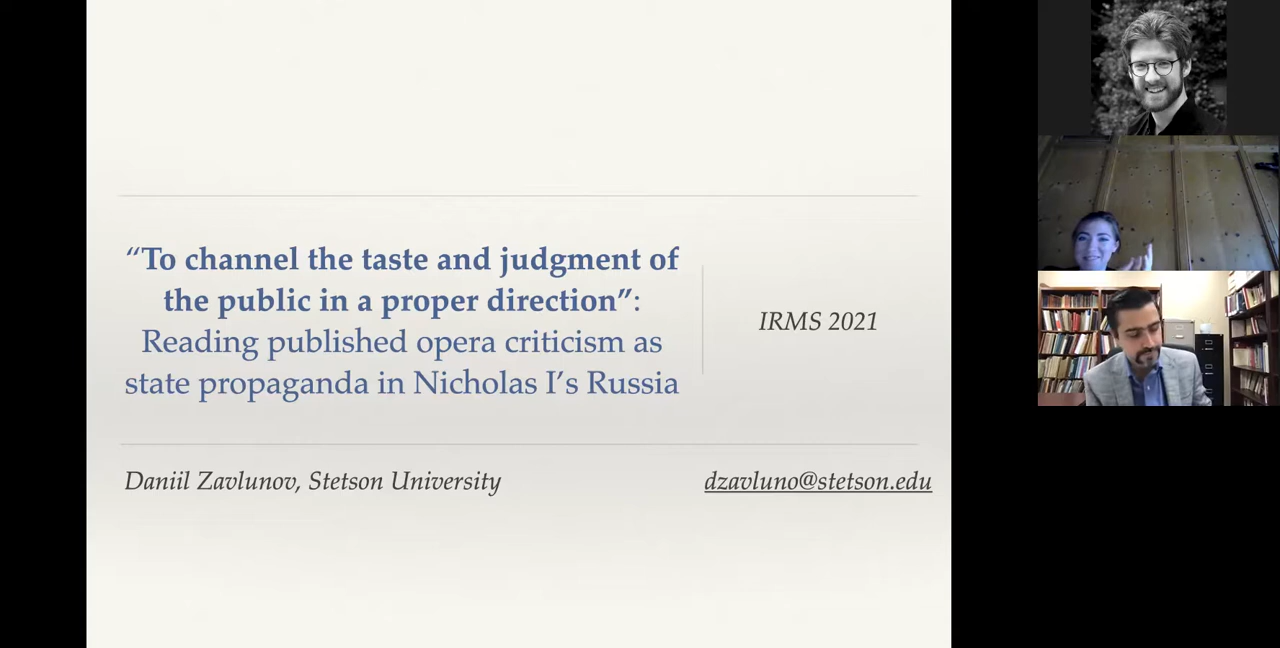 “To channel the taste and judgment of
the public in a proper direction”:
Reading published opera criticism as
state propaganda in Nicholas I’s Russia
IRMS 2021
Daniil Zavlunov, Stetson University
dzavluno@stetson.edu